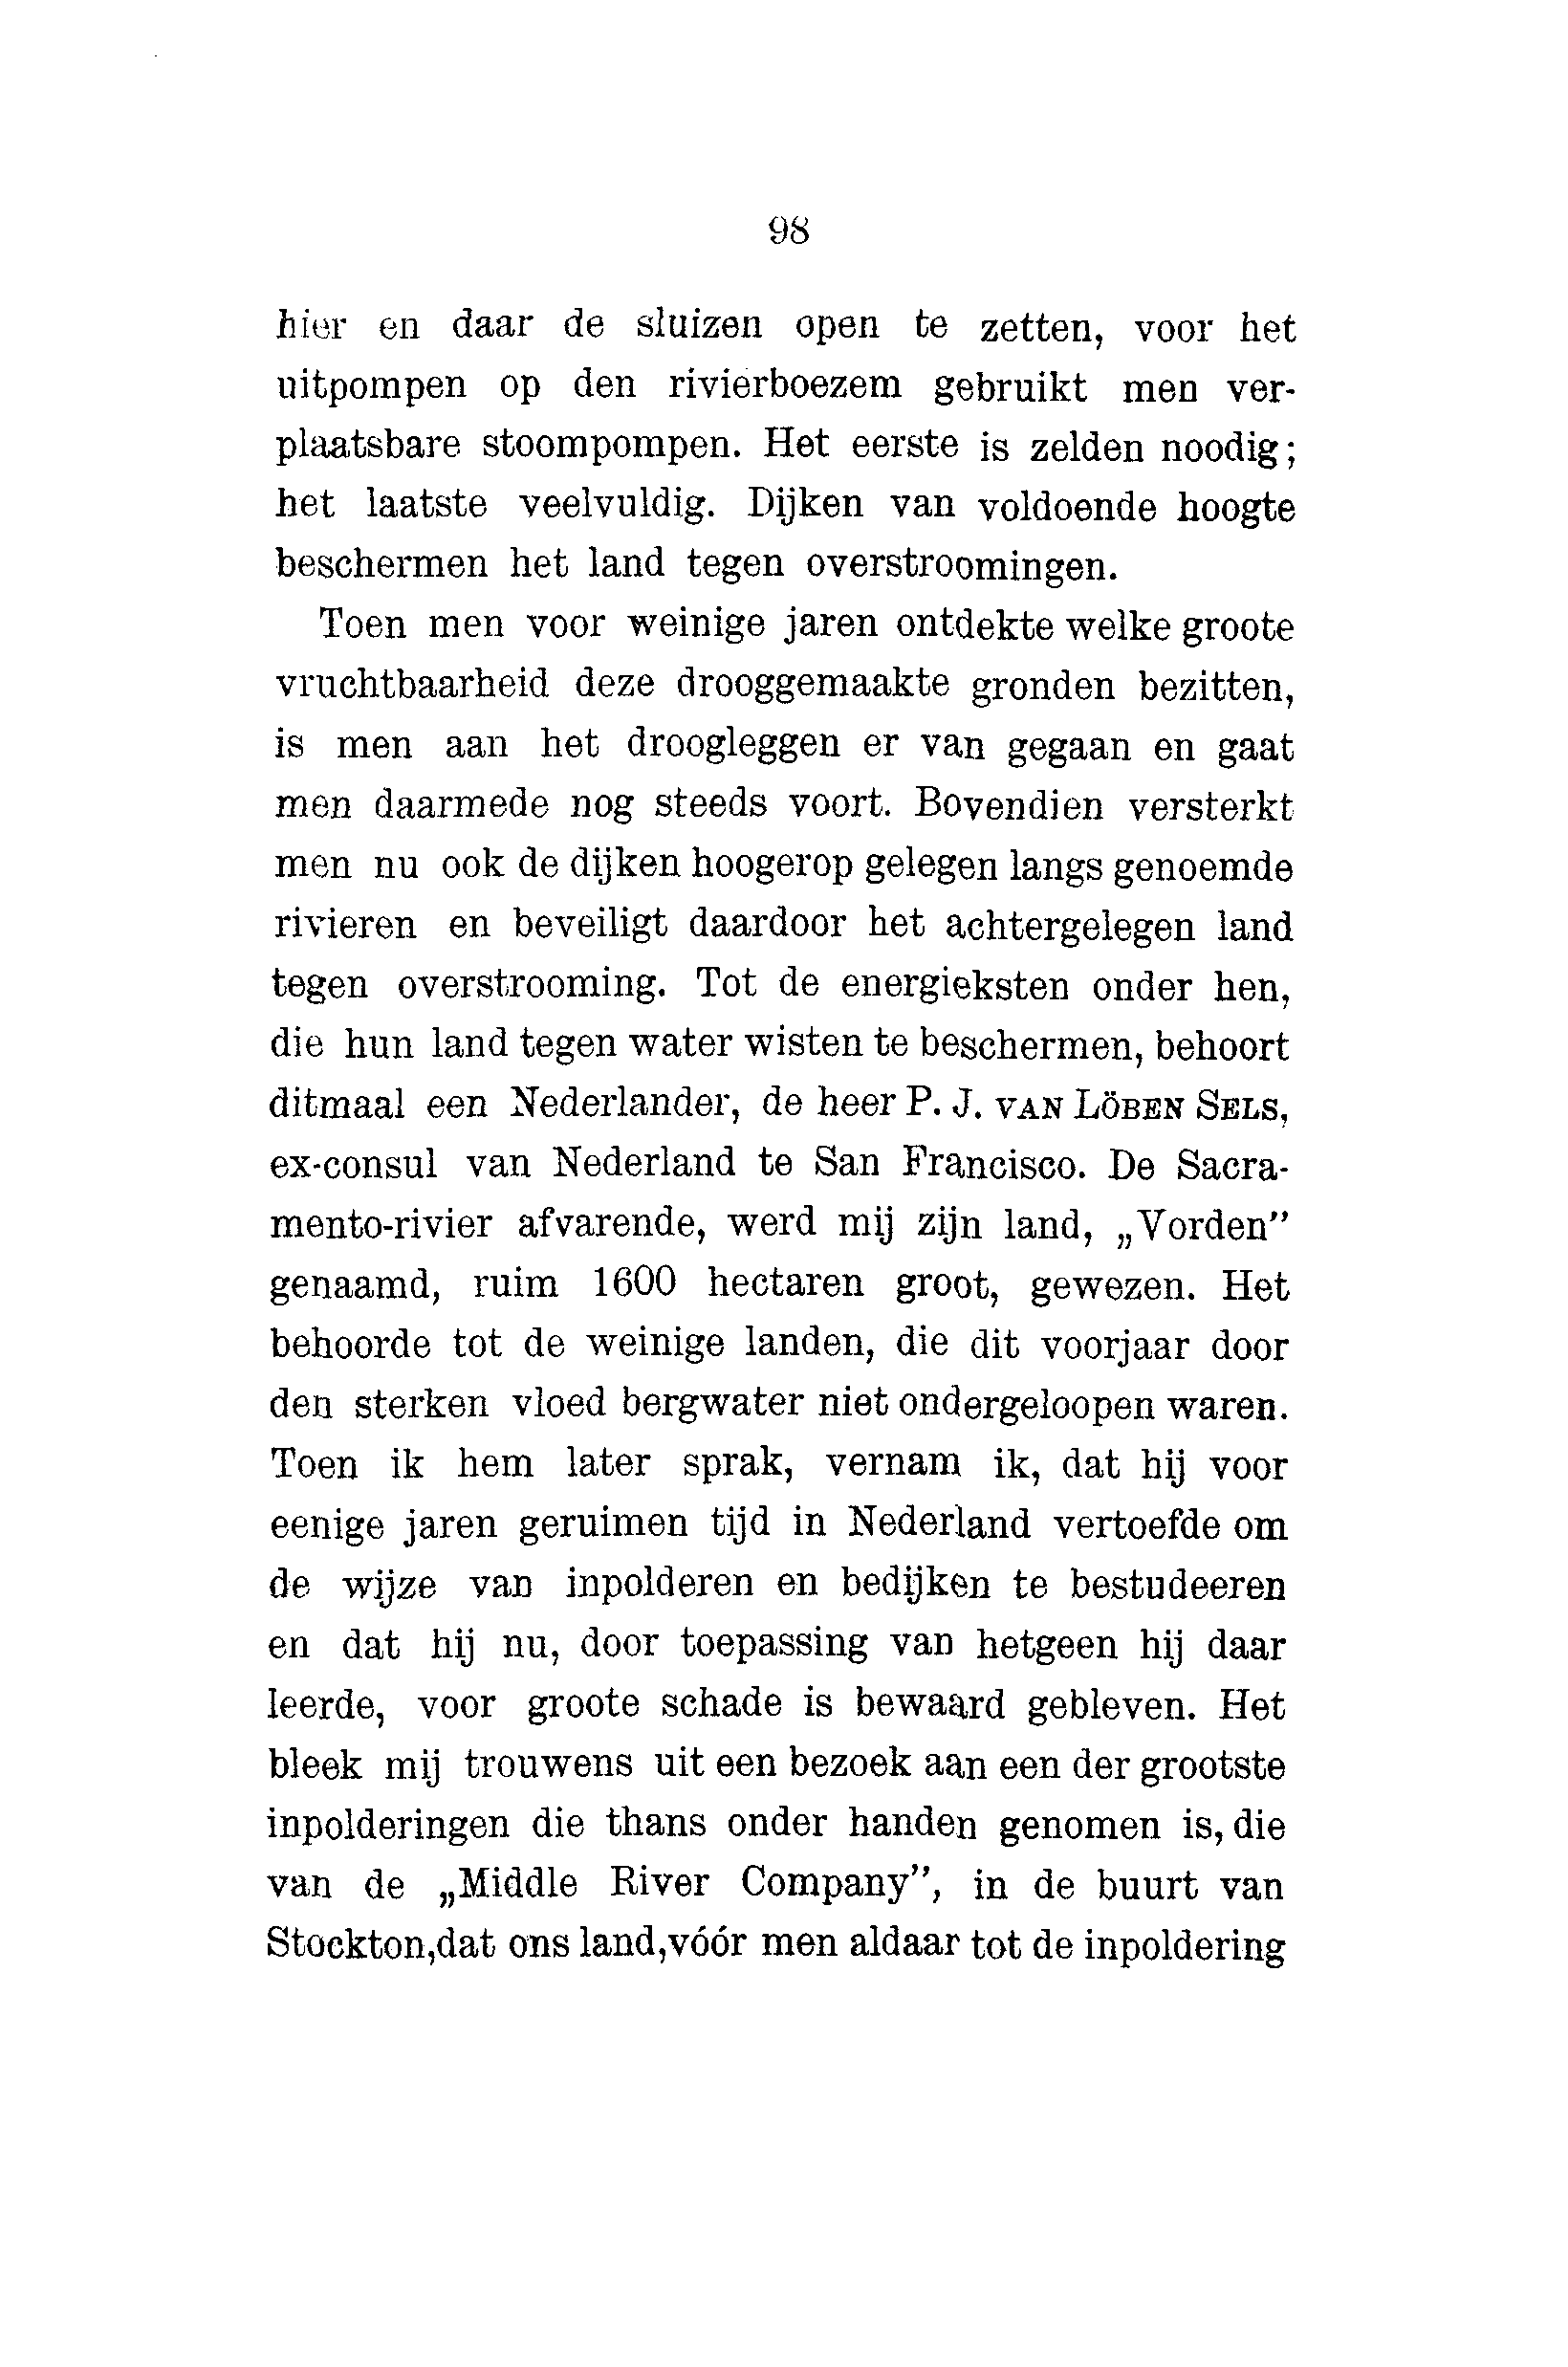 98
hier en daar de sluizen open te zetten, voor het
uitpompen op den rivierboezem gebruikt men ver-
plaatsbare stoompompen. Het eerste is zelden noodig;
het laatste veelvuldig. Dijken van voldoende hoogte
beschermen het land tegen overstroomingen.
Toen men voor weinige jaren ontdekte welke groote
vruchtbaarheid deze drooggemaakte gronden bezitten,
is men aan het droogleggen er van gegaan en gaat
men daarmede nog steeds voort. Bovendien versterkt
men nu ook de dijken hoogerop gelegen langs genoemde
rivieren en beveiligt daardoor het achtergelegen land
tegen overstrooming. Tot de energieksten onder hen,
die hun land tegen water wisten te beschermen, behoort
ditmaal een Nederlander, de heer P. J. VAN LÖBEN SELS,
ex-consul van Nederland te San Francisco. De Sacra-
mento-rivier afvarende, werd mij zijn land, „Vorden”
genaamd, ruim 1600 hectaren groot, gewezen. Het
behoorde tot de weinige landen, die dit voorjaar door
den sterken vloed bergwater niet ondergeloopen waren.
Toen ik hem later sprak, vernam ik, dat hij voor
eenige jaren geruimen tijd in Nederland vertoefde om
de wijze van inpolderen en bedijken te bestudeeren
en dat hij nu, door toepassing van hetgeen hij daar
leerde, voor groote schade is bewaard gebleven. Het
bleek mij trouwens uit een bezoek aan een der grootste
inpolderingen die thans onder handen genomen is, die
van de „Middle River Company”, in de buurt van
Stockton,dat ons land,vóór men aldaar tot de inpoldering